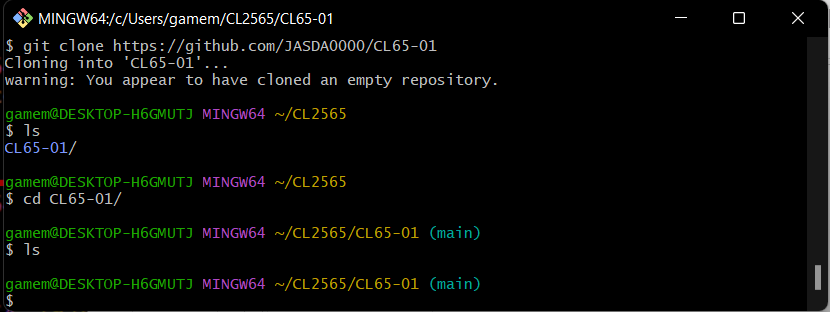 MINGW64:/c/Users/gamem/CL2565/CL65-01
$ git clone https://github.com/JASDA0000/CL65-01
Cloning into 'CL65-01'...
warning: You appear to have cloned an empty repository.
gamem@DESKTOP-H6GMUTJ MINGW64 ~/CL2565
$ ls
CL65-01/
gamem@DESKTOP-H6GMUTJ MINGW64 ~/CL2565
$ cd CL65-01/
gamem@DESKTOP-H6GMUTJ MINGW64 ~/CL2565/CL65-01 (main)
$ ls
gamem@DESKTOP-H6GMUTJ MINGW64 ~/CL2565/CL65-01 (main)
$